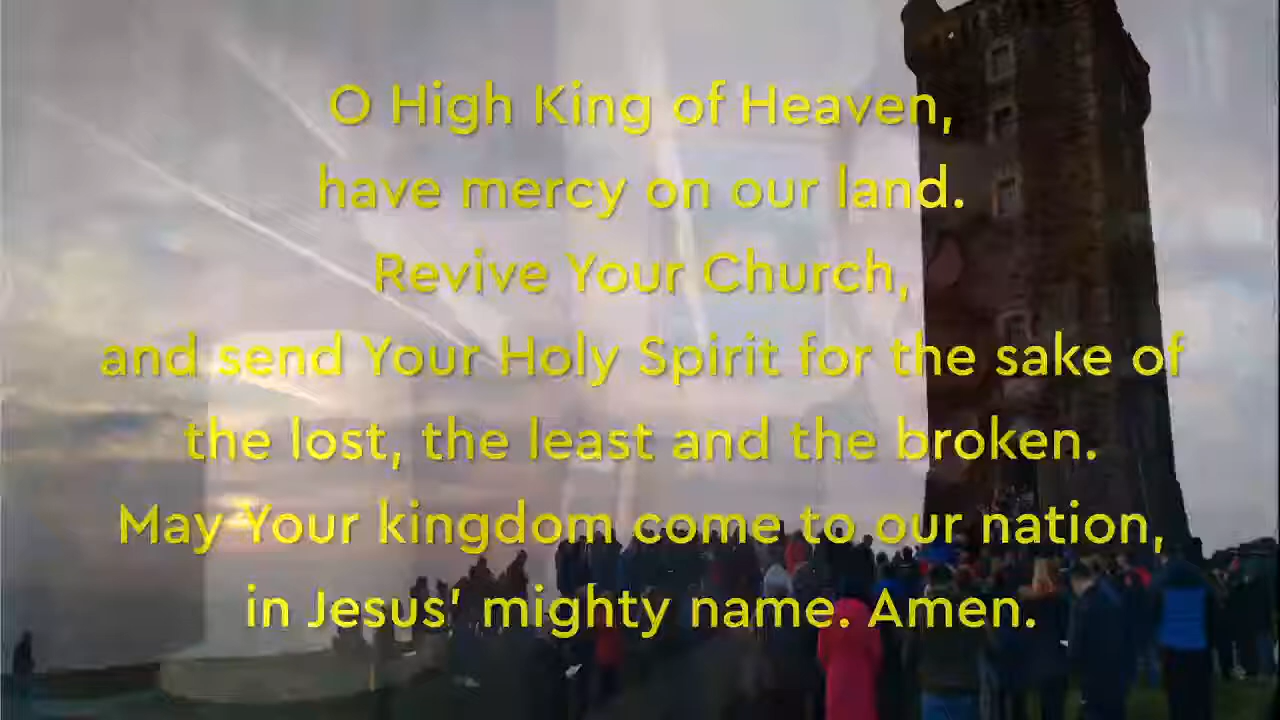 O High King of Heaven,
have mercy on our land.
Revive Your Church,
and send Your Holy Spirit for the sake of
the lost, the least and the broken.
May Your kingdom come to our nation,
in Jesus’ mighty name. Amen.